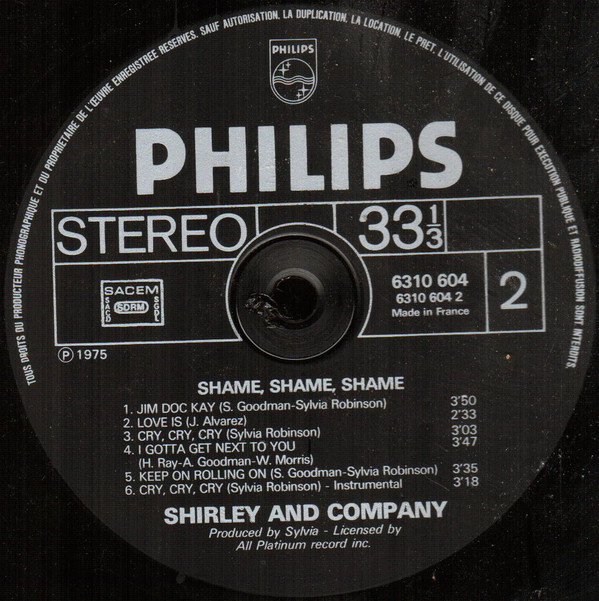 TOUS DROITS DU PRODUCTEUR PHONOGRAPHIQUE ET DU PROPRIETAIRE DE L'ŒUVRE ENREGISTREE RESERVES. SAUF AUTORISATION, LA DUPLICATION, LA LOCATION, LE PRET, L'UTILISATION DE CE DISQUE POUR EXECUTION PUBLIQUE ET RADIODIFFUSION SONT INTERDITS.
PHILIPS
PHILIPS
STEREO 33 1/3
SACEM
SACD SDRM SGDL
6310 604
6310 604 2
Made in France
2
Ⓟ 1975
SHAME, SHAME, SHAME
1. JIM DOC KAY (S. Goodman-Sylvia Robinson) 3'50
2. LOVE IS (J. Alvarez) 2'33
3. CRY, CRY, CRY (Sylvia Robinson) 3'03
4. I GOTTA GET NEXT TO YOU 3'47
(H. Ray-A. Goodman-W. Morris)
5. KEEP ON ROLLING ON (S. Goodman-Sylvia Robinson) 3'35
6. CRY, CRY, CRY (Sylvia Robinson) - Instrumental 3'18
SHIRLEY AND COMPANY
Produced by Sylvia - Licensed by
All Platinum record inc.